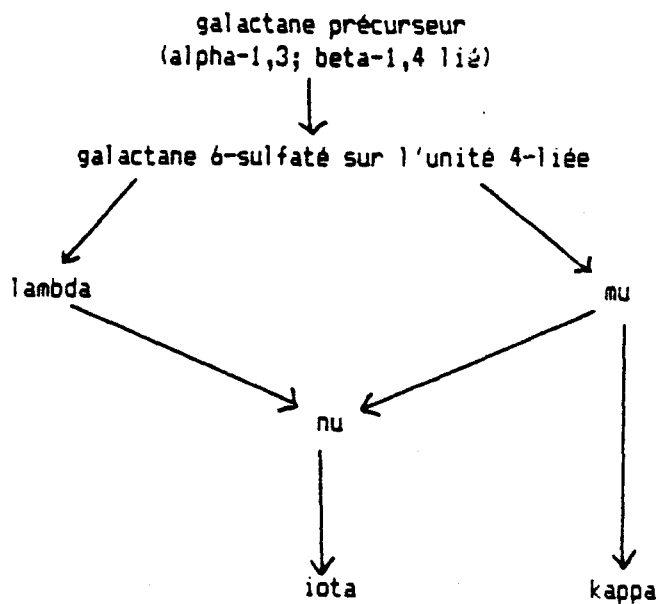 galactane précurseur
(alpha-1,3; beta-1,4 lié)
galactane 6-sulfaté sur l'unité 4-liée
lambda
mu
nu
iota
kappa